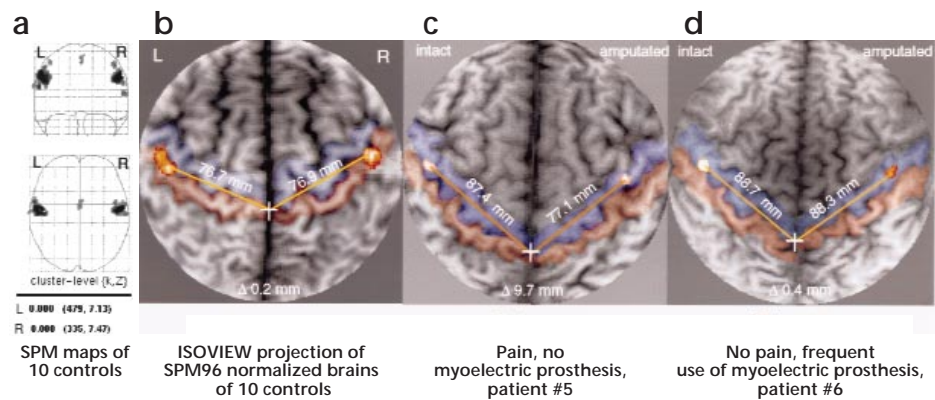 a
b
c
d
L R
L R
L
R
intact amputated
intact amputated
76.7 mm 76.9 mm
87.4 mm 77.1 mm
88.7 mm 88.3 mm
cluster-level {k,Z}
Δ 0.2 mm
Δ 9.7 mm
Δ 0.4 mm
L 0.000 (479, 7.13)
R 0.000 (335, 7.47)
SPM maps of
10 controls
ISOVIEW projection of
SPM96 normalized brains
of 10 controls
Pain, no
myoelectric prosthesis,
patient #5
No pain, frequent
use of myoelectric prosthesis,
patient #6